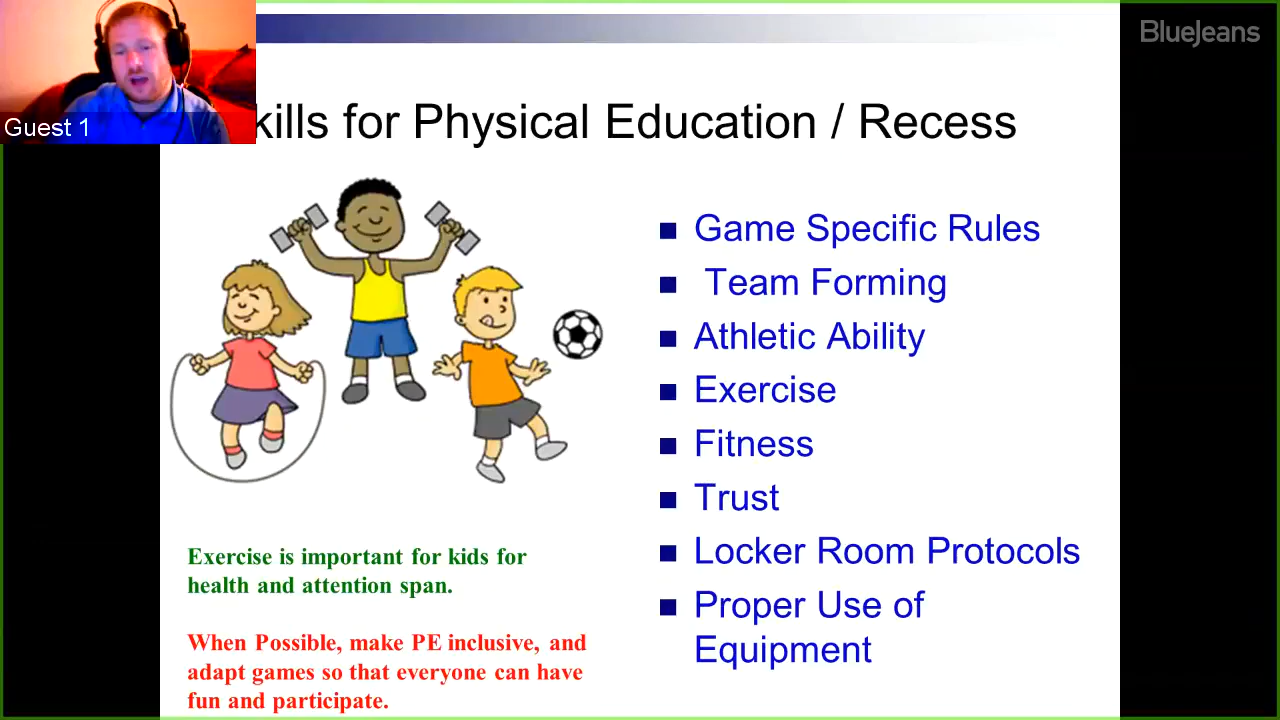 BlueJeans
Guest 1
kills for Physical Education / Recess
Game Specific Rules
Team Forming
Athletic Ability
Exercise
Fitness
Trust
Locker Room Protocols
Proper Use of
Equipment
Exercise is important for kids for
health and attention span.
When Possible, make PE inclusive, and
adapt games so that everyone can have
fun and participate.